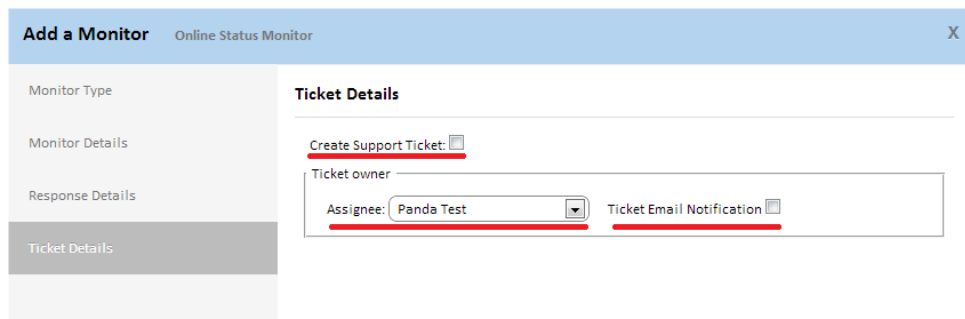 Add a Monitor Online Status Monitor X
Monitor Type
Monitor Details
Response Details
Ticket Details
Ticket Details
Create Support Ticket:
Ticket owner
Assignee: Panda Test Ticket Email Notification